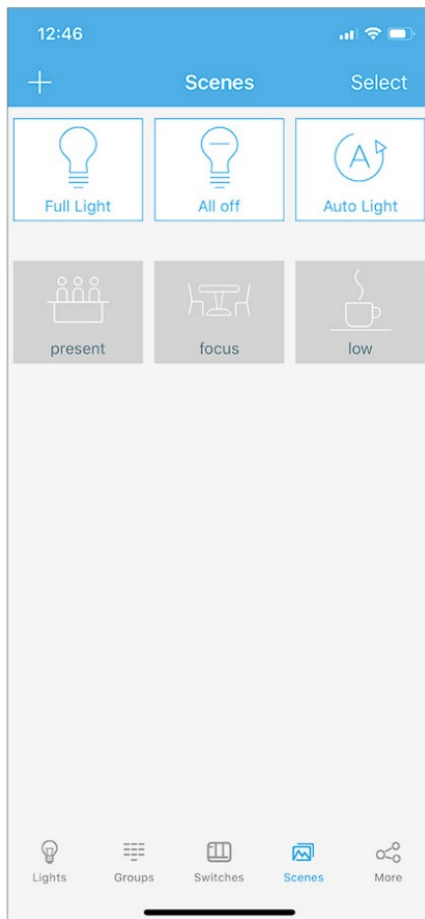 12:46
Scenes Select
Full Light All off Auto Light
A
present focus low
Lights Groups Switches Scenes More